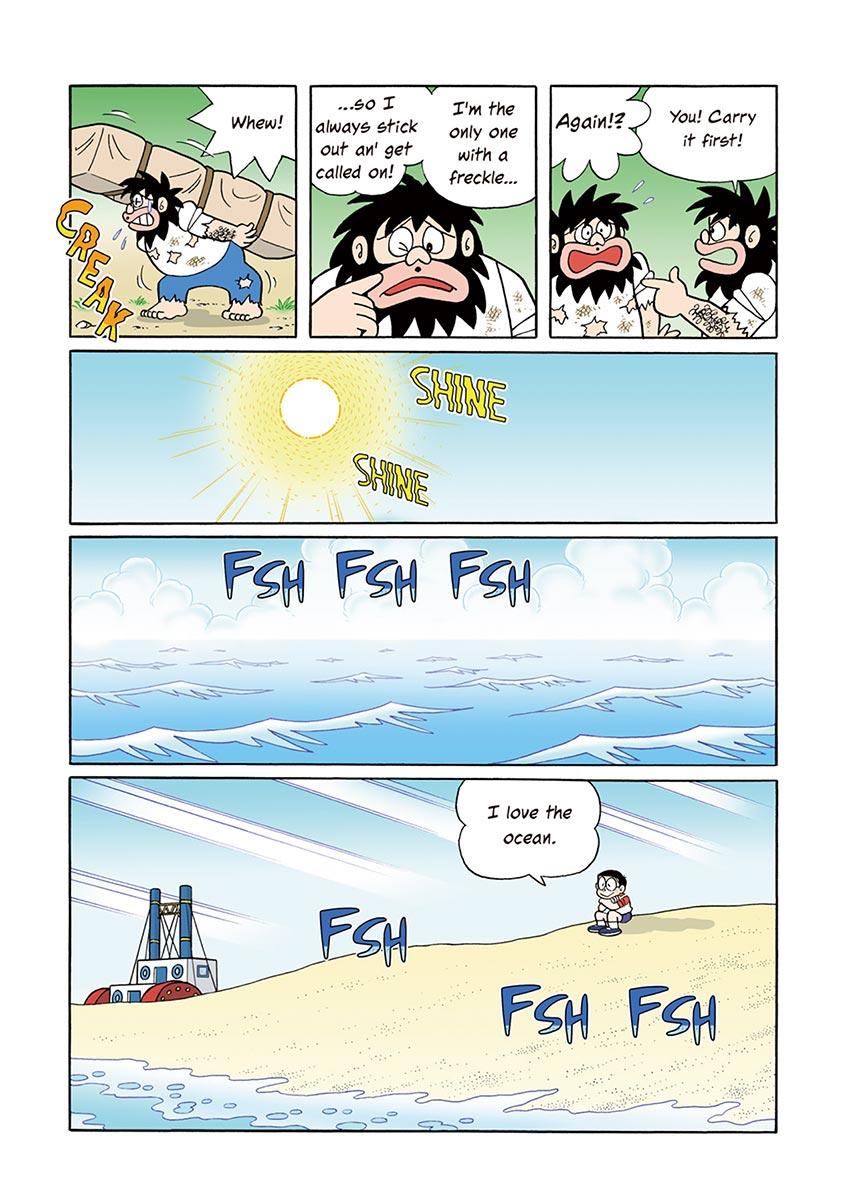 You! Carry
it first!
Again!?
I'm the
only one
with a
freckle...
...so I
always stick
out an' get
called on!
Whew!
CREAK
SHINE
SHINE
FSH FSH FSH
I love the
ocean.
FSH
FSH FSH